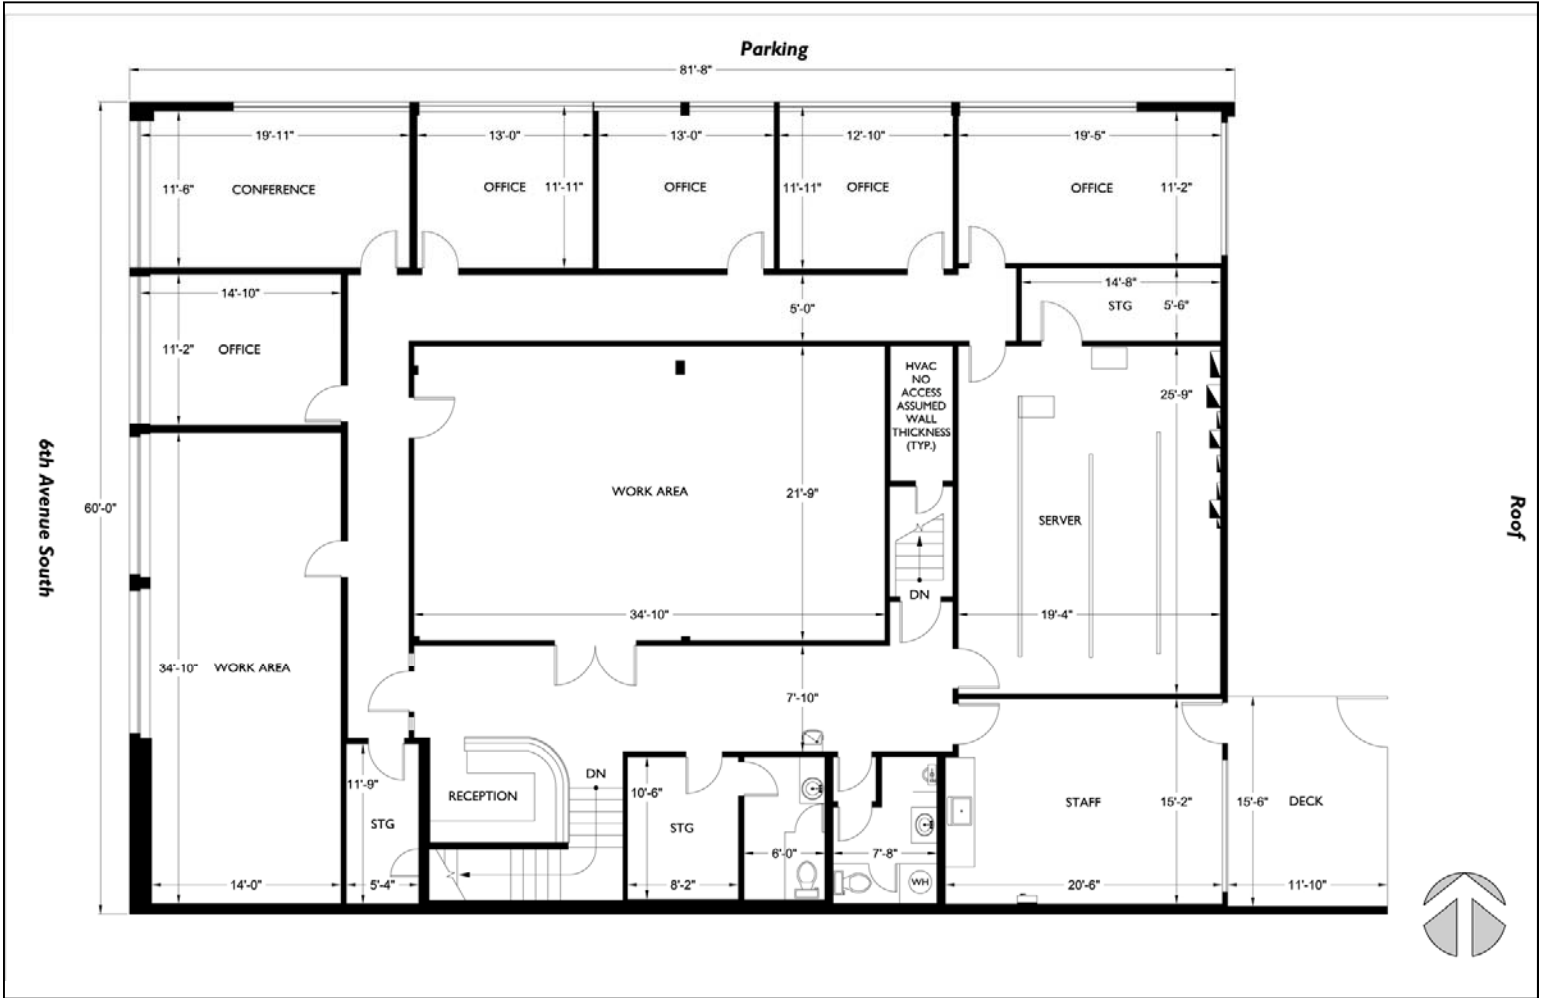 Parking
81'-8"
19'-11"
13'-0"
13'-0"
12'-10"
19'-5"
11'-6"
CONFERENCE
OFFICE
11'-11"
OFFICE
11'-11"
OFFICE
OFFICE
11'-2"
14'-10"
5'-0"
14'-8"
STG
5'-6"
11'-2"
OFFICE
HVAC
NO
ACCESS
ASSUMED
WALL
THICKNESS
(TYP.)
25'-9"
6th Avenue South
60'-0"
WORK AREA
21'-9"
SERVER
Roof
DN
34'-10"
19'-4"
34'-10"
WORK AREA
7'-10"
11'-9"
RECEPTION
DN
10'-6"
STG
STG
STAFF
15'-2"
15'-6"
DECK
6'-0"
7'-8"
WH
14'-0"
5'-4"
8'-2"
20'-6"
11'-10"